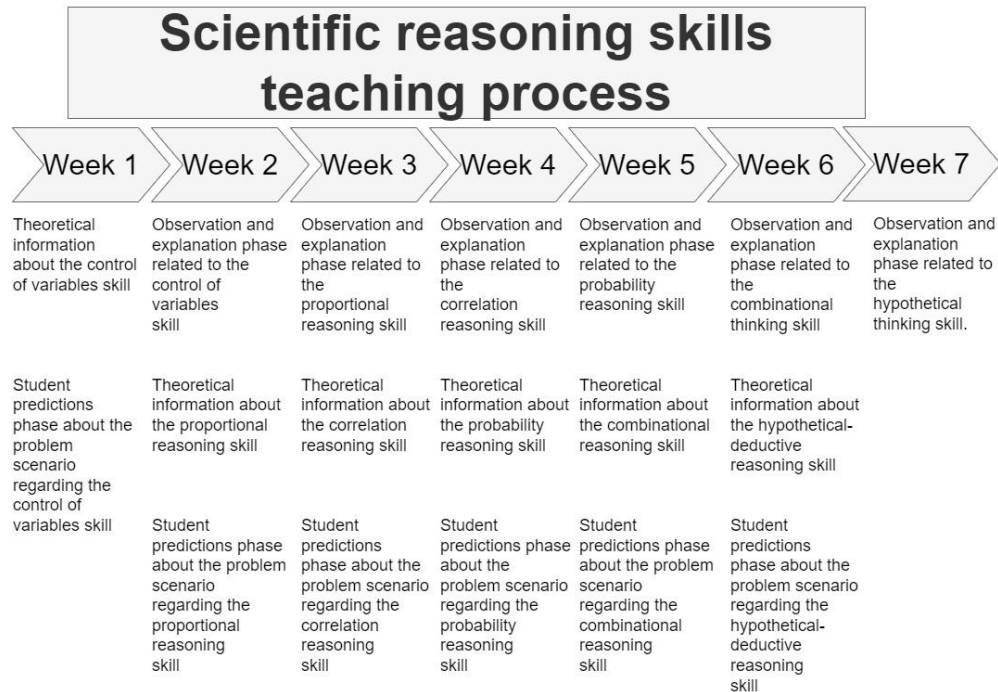 Scientific reasoning skills
teaching process
Week 1
Week 2
Week 3
Week 4
Week 5
Week 6
Week 7
Theoretical
information
about the control
of variables skill
Student
predictions
phase about the
problem
scenario
regarding the
control of
variables skill
Observation and
explanation phase
related to the
control of
variables
skill
Theoretical
information about
the proportional
reasoning skill
Student
predictions phase
about the problem
scenario
regarding the
proportional
reasoning
skill
Observation and
explanation
phase related to
the
proportional
reasoning skill
Theoretical
information about
the correlation
reasoning skill
Student
predictions
phase about the
problem scenario
regarding the
correlation
reasoning
skill
Observation and
explanation
phase related to
the
correlation
reasoning skill
Theoretical
information about
the probability
reasoning skill
Student
predictions phase
about the
problem scenario
regarding the
probability
reasoning
skill
Observation and
explanation phase
related to the
probability
reasoning skill
Theoretical
information about
the combinational
reasoning skill
Student
predictions phase
about the problem
scenario
regarding the
combinational
reasoning
skill
Observation and
explanation
phase related to
the
combinational
thinking skill
Theoretical
information about
the hypothetical-
deductive
reasoning skill
Student
predictions
phase about the
problem scenario
regarding the
hypothetical-
deductive
reasoning
skill
Observation and
explanation
phase related to
the
hypothetical
thinking skill.